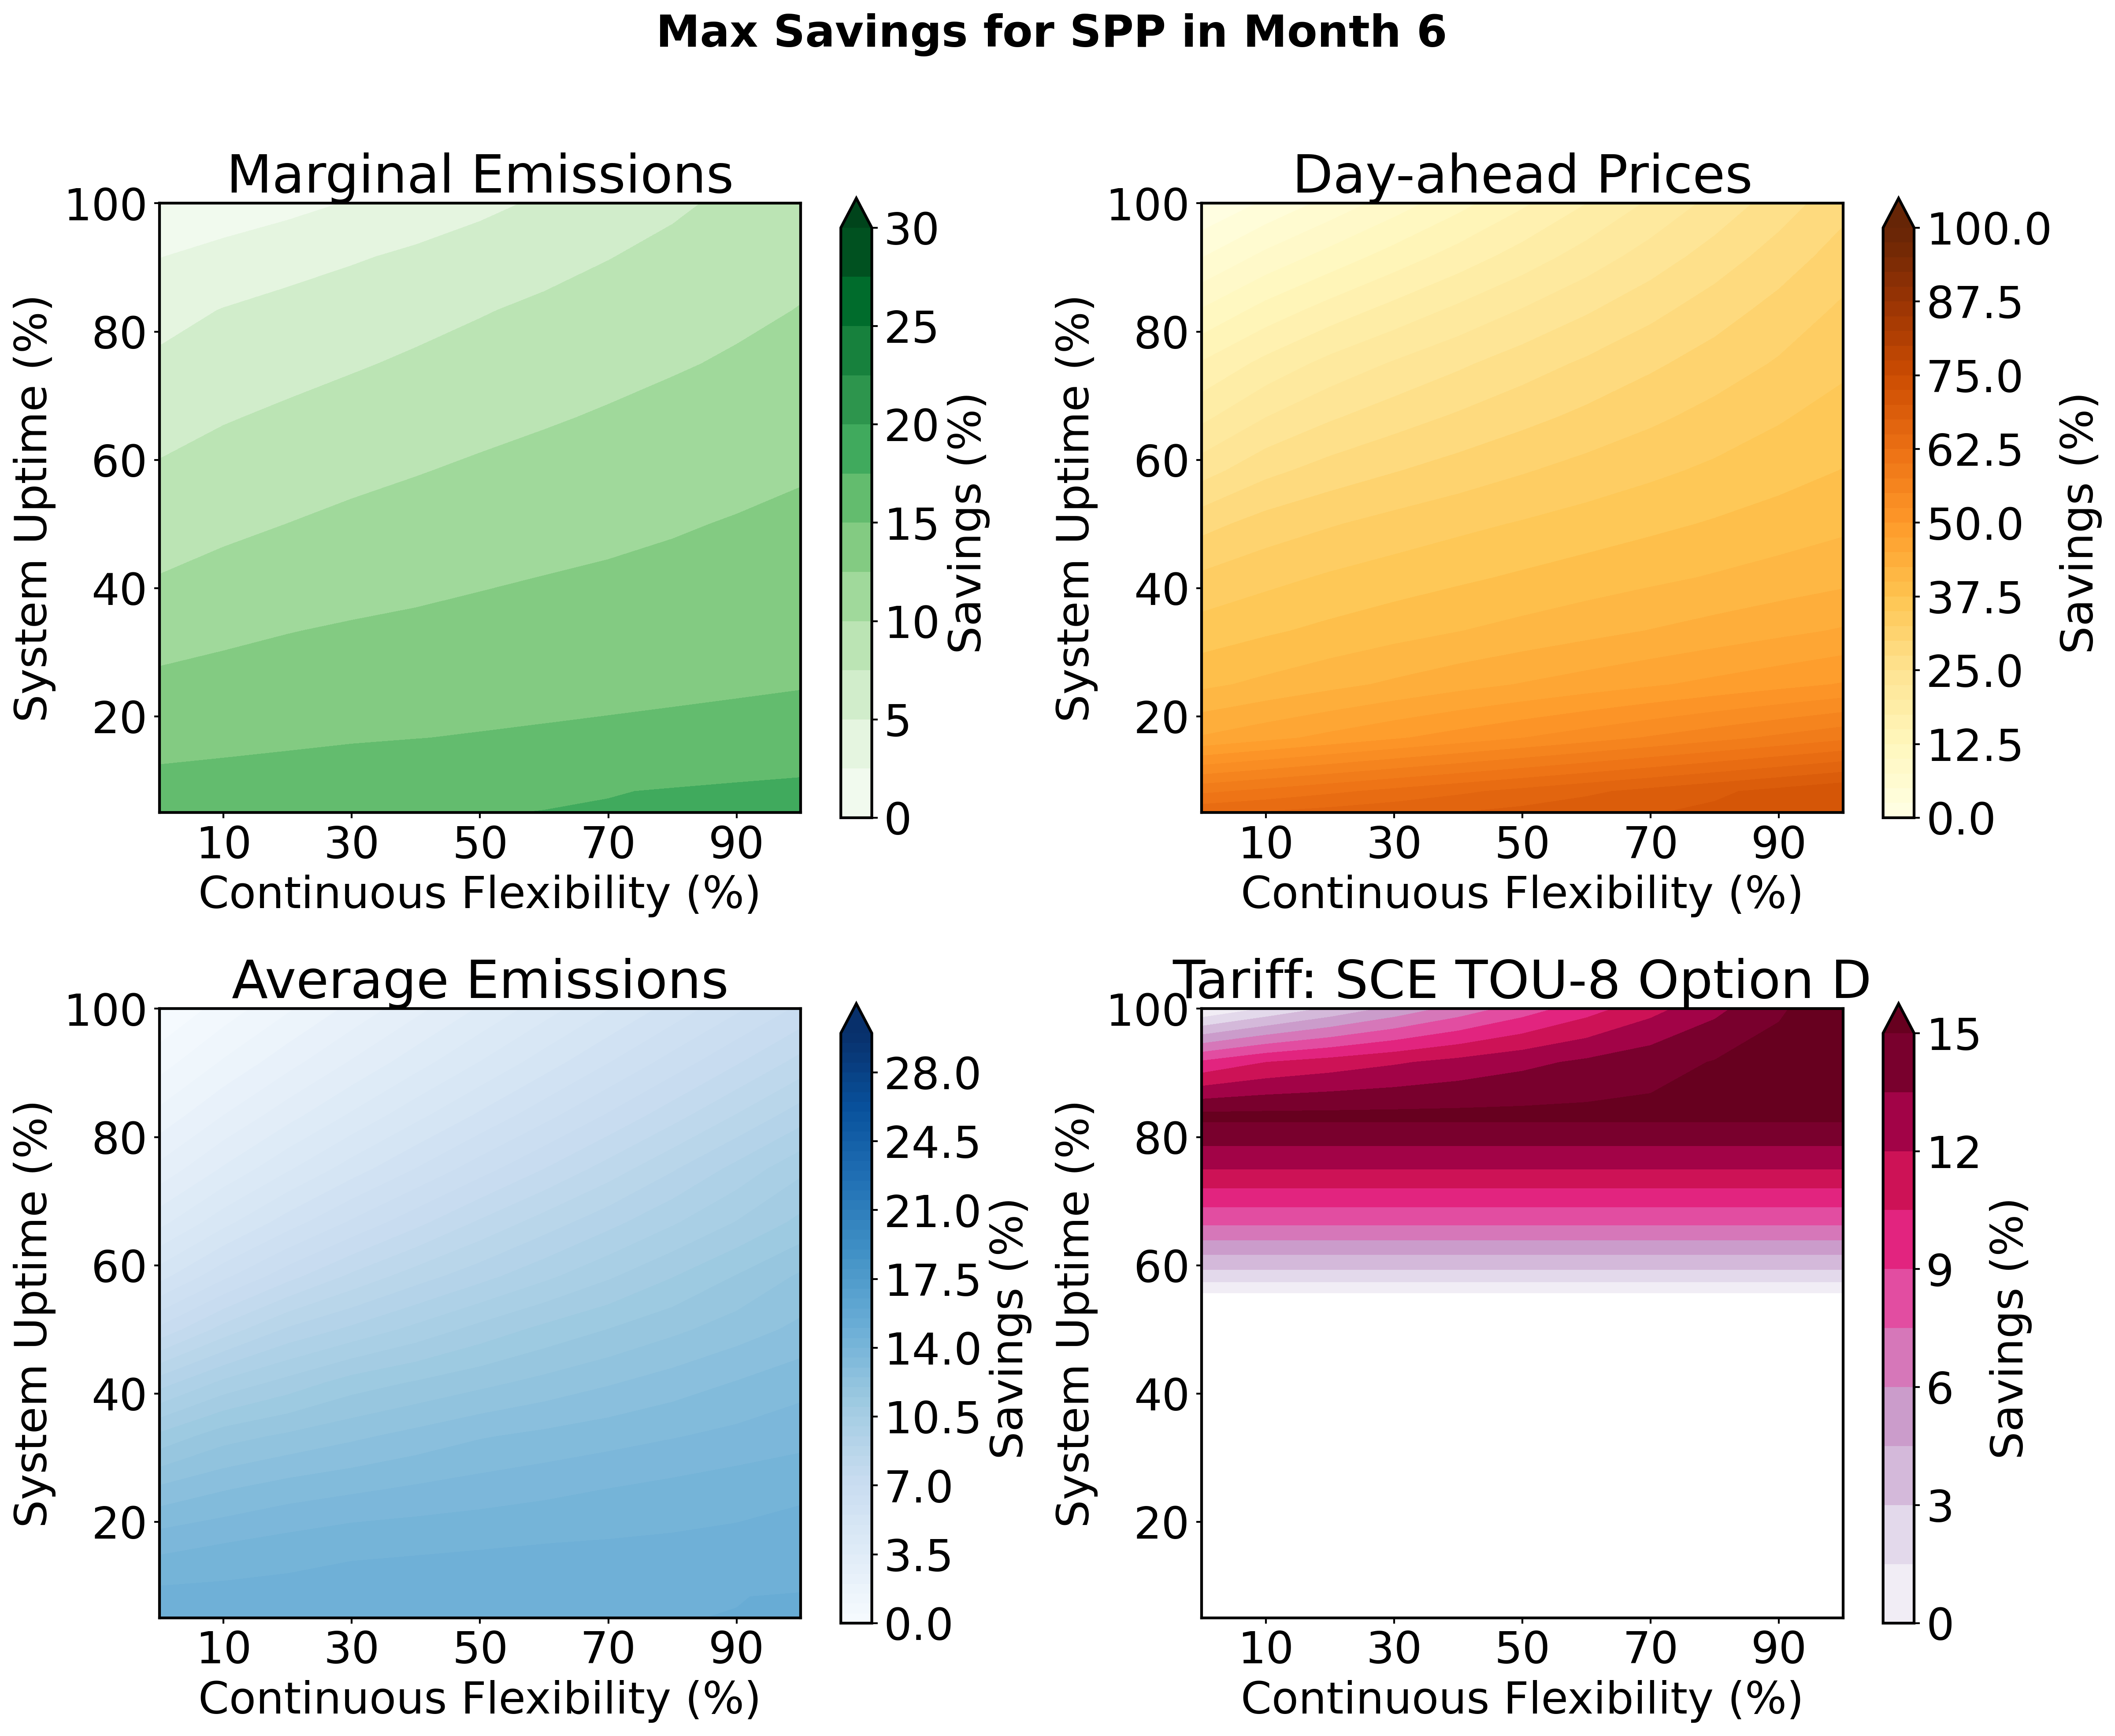 Max Savings for SPP in Month 6
Marginal Emissions
100
80
60
40
20
System Uptime (%)
10 30 50 70 90
Continuous Flexibility (%)
30
25
20
15
10
5
0
Savings (%)
Day-ahead Prices
100
80
60
40
20
System Uptime (%)
10 30 50 70 90
Continuous Flexibility (%)
100.0
87.5
75.0
62.5
50.0
37.5
25.0
12.5
0.0
Savings (%)
Average Emissions
100
80
60
40
20
System Uptime (%)
10 30 50 70 90
Continuous Flexibility (%)
28.0
24.5
21.0
17.5
14.0
10.5
7.0
3.5
0.0
Savings (%)
Tariff: SCE TOU-8 Option D
100
80
60
40
20
System Uptime (%)
10 30 50 70 90
Continuous Flexibility (%)
15
12
9
6
3
0
Savings (%)